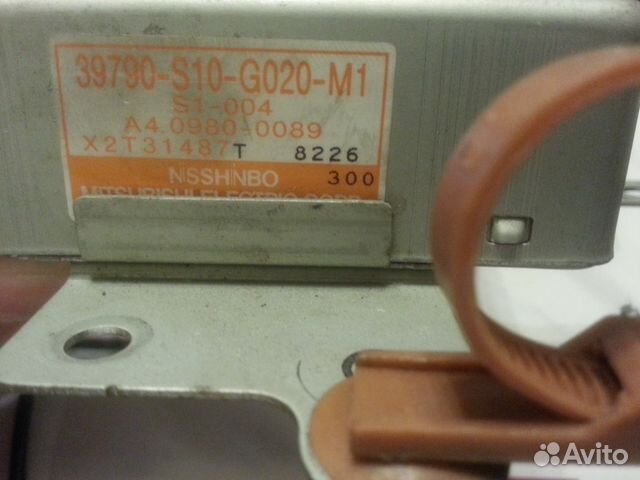 39790-S10-G020-M1
S1-004
A4.0980-0089
X2T31487T 8226
NISSHINBO 300
MITSUBISHI ELECTRIC CORP.
Avito